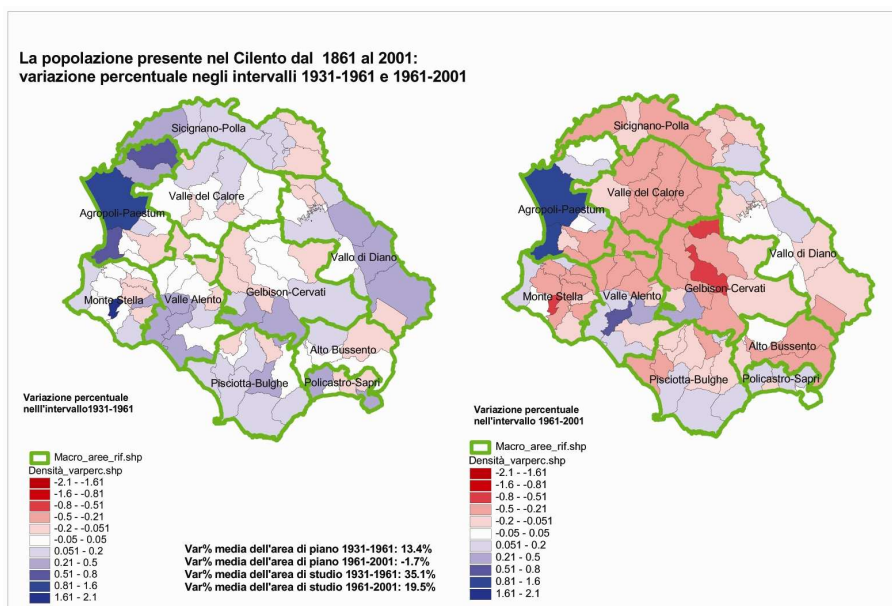 La popolazione presente nel Cilento dal 1861 al 2001:
variazione percentuale negli intervalli 1931-1961 e 1961-2001
Sicignano-Polla
Valle del Calore
Agropoli-Paestum
Vallo di Diano
Monte Stella
Valle Alento
Gelbison-Cervati
Alto Bussento
Pisciotta-Bulghe
Policastro-Sapri
Variazione percentuale
nelll'intervallo1931-1961
Macro_aree_rif.shp
Densità_varperc.shp
-2.1 - -1.61
-1.6 - -0.81
-0.8 - -0.51
-0.5 - -0.21
-0.2 - -0.051
-0.05 - 0.05
0.051 - 0.2
0.21 - 0.5
0.51 - 0.8
0.81 - 1.6
1.61 - 2.1
Var% media dell'area di piano 1931-1961: 13.4%
Var% media dell'area di piano 1961-2001: -1.7%
Var% media dell'area di studio 1931-1961: 35.1%
Var% media dell'area di studio 1961-2001: 19.5%
Sicignano-Polla
Valle del Calore
Agropoli-Paestum
Vallo di Diano
Monte Stella
Valle Alento
Gelbison-Cervati
Alto Bussento
Pisciotta-Bulghe
Policastro-Sapri
Variazione percentuale
nell'intervallo 1961-2001
Macro_aree_rif.shp
Densità_varperc.shp
-2.1 - -1.61
-1.6 - -0.81
-0.8 - -0.51
-0.5 - -0.21
-0.2 - -0.051
-0.05 - 0.05
0.051 - 0.2
0.21 - 0.5
0.51 - 0.8
0.81 - 1.6
1.61 - 2.1